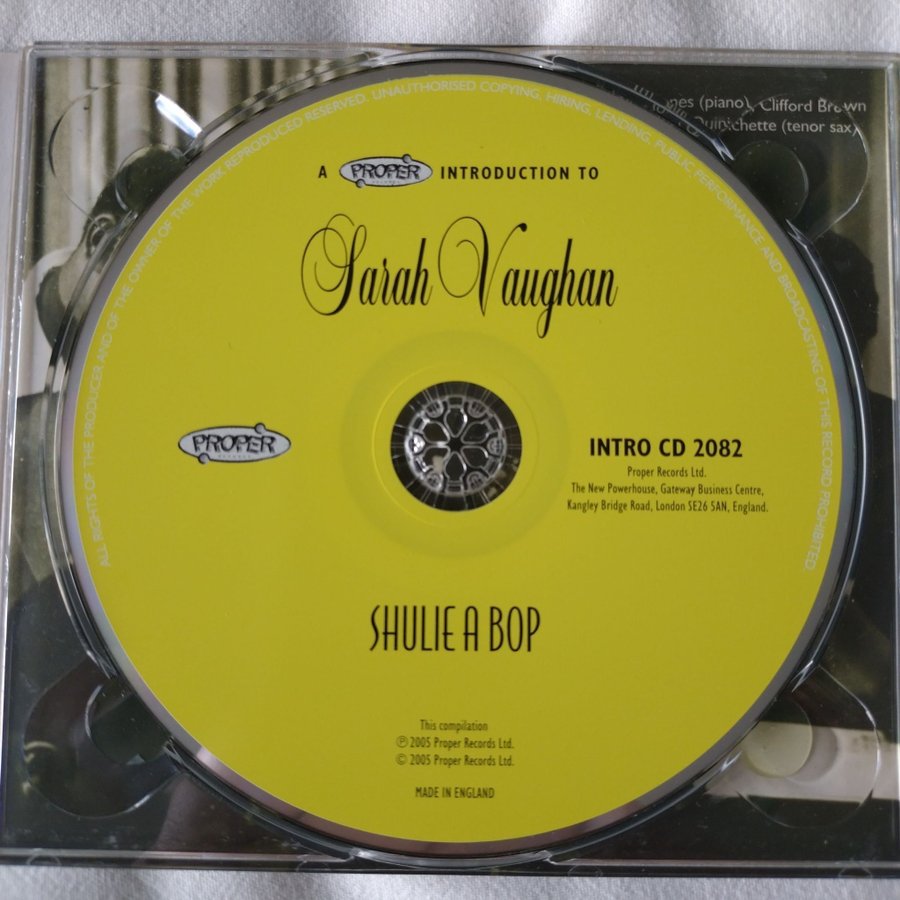 ALL RIGHTS OF THE PRODUCER AND OF THE OWNER OF THE WORK REPRODUCED RESERVED. UNAUTHORISED COPYING, HIRING, LENDING, PUBLIC PERFORMANCE AND BROADCASTING OF THIS RECORD PROHIBITED.
(piano), Clifford Brown
(tenor sax),
A PROPER INTRODUCTION TO
RECORDS
Sarah Vaughan
PROPER
RECORDS
INTRO CD 2082
Proper Records Ltd.
The New Powerhouse, Gateway Business Centre,
Kangley Bridge Road, London SE26 5AN, England.
SHULIE A BOP
This compilation
℗ 2005 Proper Records Ltd.
© 2005 Proper Records Ltd.
MADE IN ENGLAND